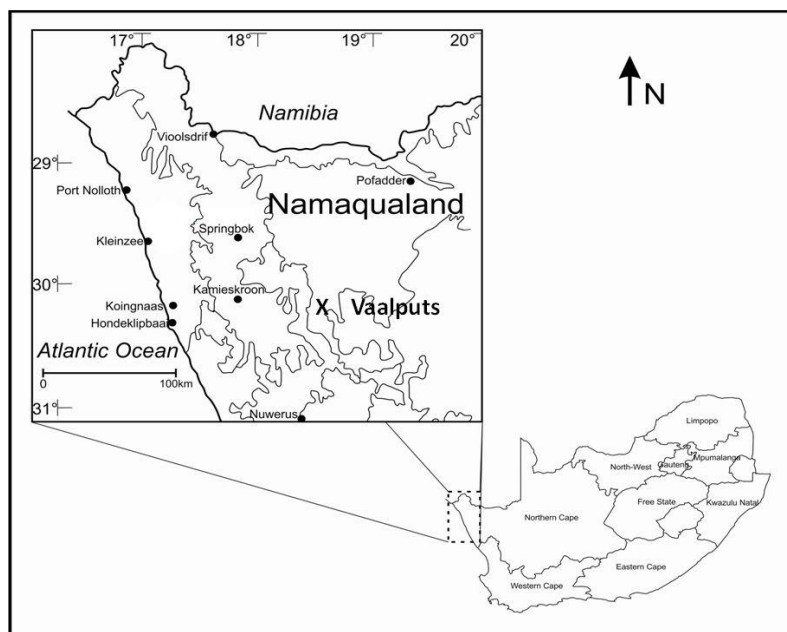 17° 18° 19° 20°
Namibia
N
Vioolsdrif
29°
Pofadder
Port Nolloth
Namaqualand
Springbok
Kleinzee
30°
Kamieskroon
Koingnaas
X Vaalputs
Hondeklipbaai
Atlantic Ocean
0 100km
31°
Nuwerus
Limpopo
North-West
Gauteng
Mpumalanga
Free State
Kwazulu Natal
Northern Cape
Eastern Cape
Western Cape